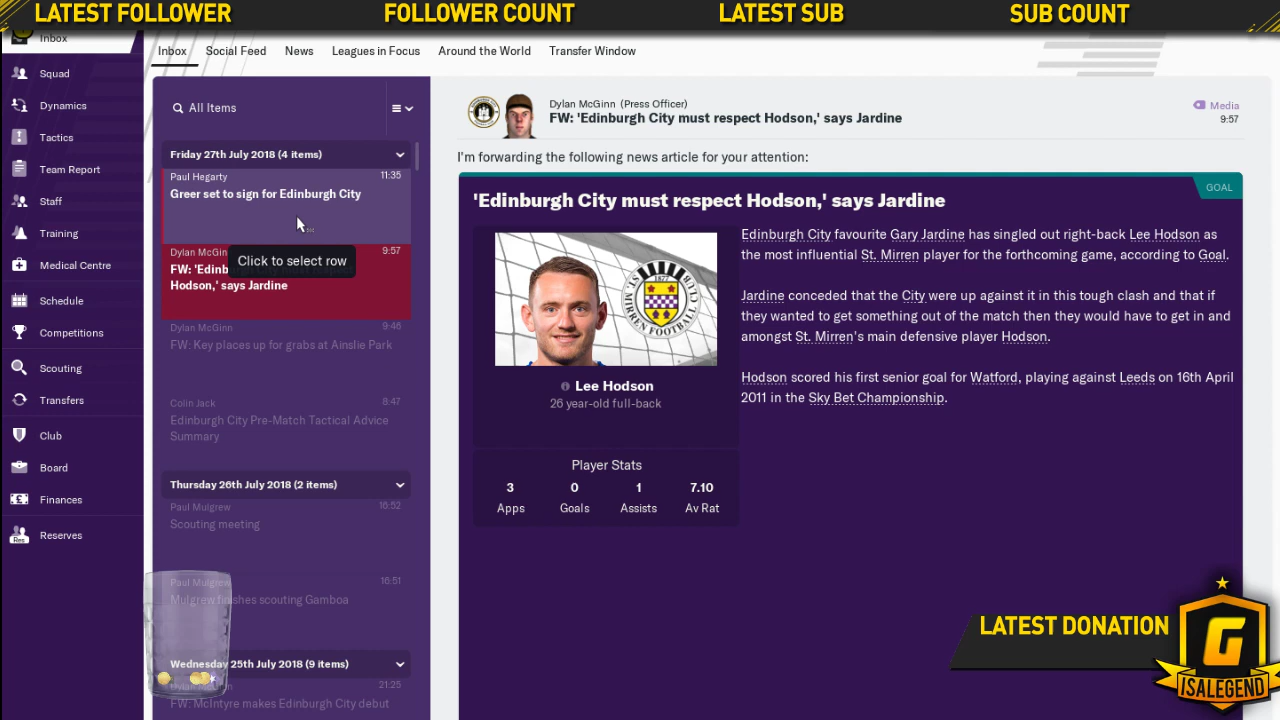 LATEST FOLLOWER
FOLLOWER COUNT
LATEST SUB
SUB COUNT
Inbox
Squad
Dynamics
Tactics
Team Report
Staff
Training
Medical Centre
Schedule
Competitions
Scouting
Transfers
Club
Board
Finances
Res
Reserves
Inbox
Social Feed
News
Leagues in Focus
Around the World
Transfer Window
All Items
Friday 27th July 2018 (4 items)
Paul Hegarty
11:35
Greer set to sign for Edinburgh City
Dylan McGin
9:57
Click to select row
FW: 'Edinb
Hodson,' says Jardine
Dylan McGinn
9:46
FW: Key places up for grabs at Ainslie Park
Colin Jack
8:47
Edinburgh City Pre-Match Tactical Advice
Summary
Thursday 26th July 2018 (2 items)
Paul Mulgrew
16:52
Scouting meeting
Paul Mulgrew
16:51
Mulgrew finishes scouting Gamboa
Wednesday 25th July 2018 (9 items)
21:25
FW: McIntyre makes Edinburgh City debut
Dylan McGinn (Press Officer)
FW: 'Edinburgh City must respect Hodson,' says Jardine
Media
9:57
I'm forwarding the following news article for your attention:
GOAL
'Edinburgh City must respect Hodson,' says Jardine
1877
ST. MIRREN FOOTBALL CLUB
Lee Hodson
26 year-old full-back
Player Stats
3
0
1
7.10
Apps
Goals
Assists
Av Rat
Edinburgh City favourite Gary Jardine has singled out right-back Lee Hodson as
the most influential St. Mirren player for the forthcoming game, according to Goal.
Jardine conceded that the City were up against it in this tough clash and that if
they wanted to get something out of the match then they would have to get in and
amongst St. Mirren's main defensive player Hodson.
Hodson scored his first senior goal for Watford, playing against Leeds on 16th April
2011 in the Sky Bet Championship.
LATEST DONATION
G
ISALEGEND